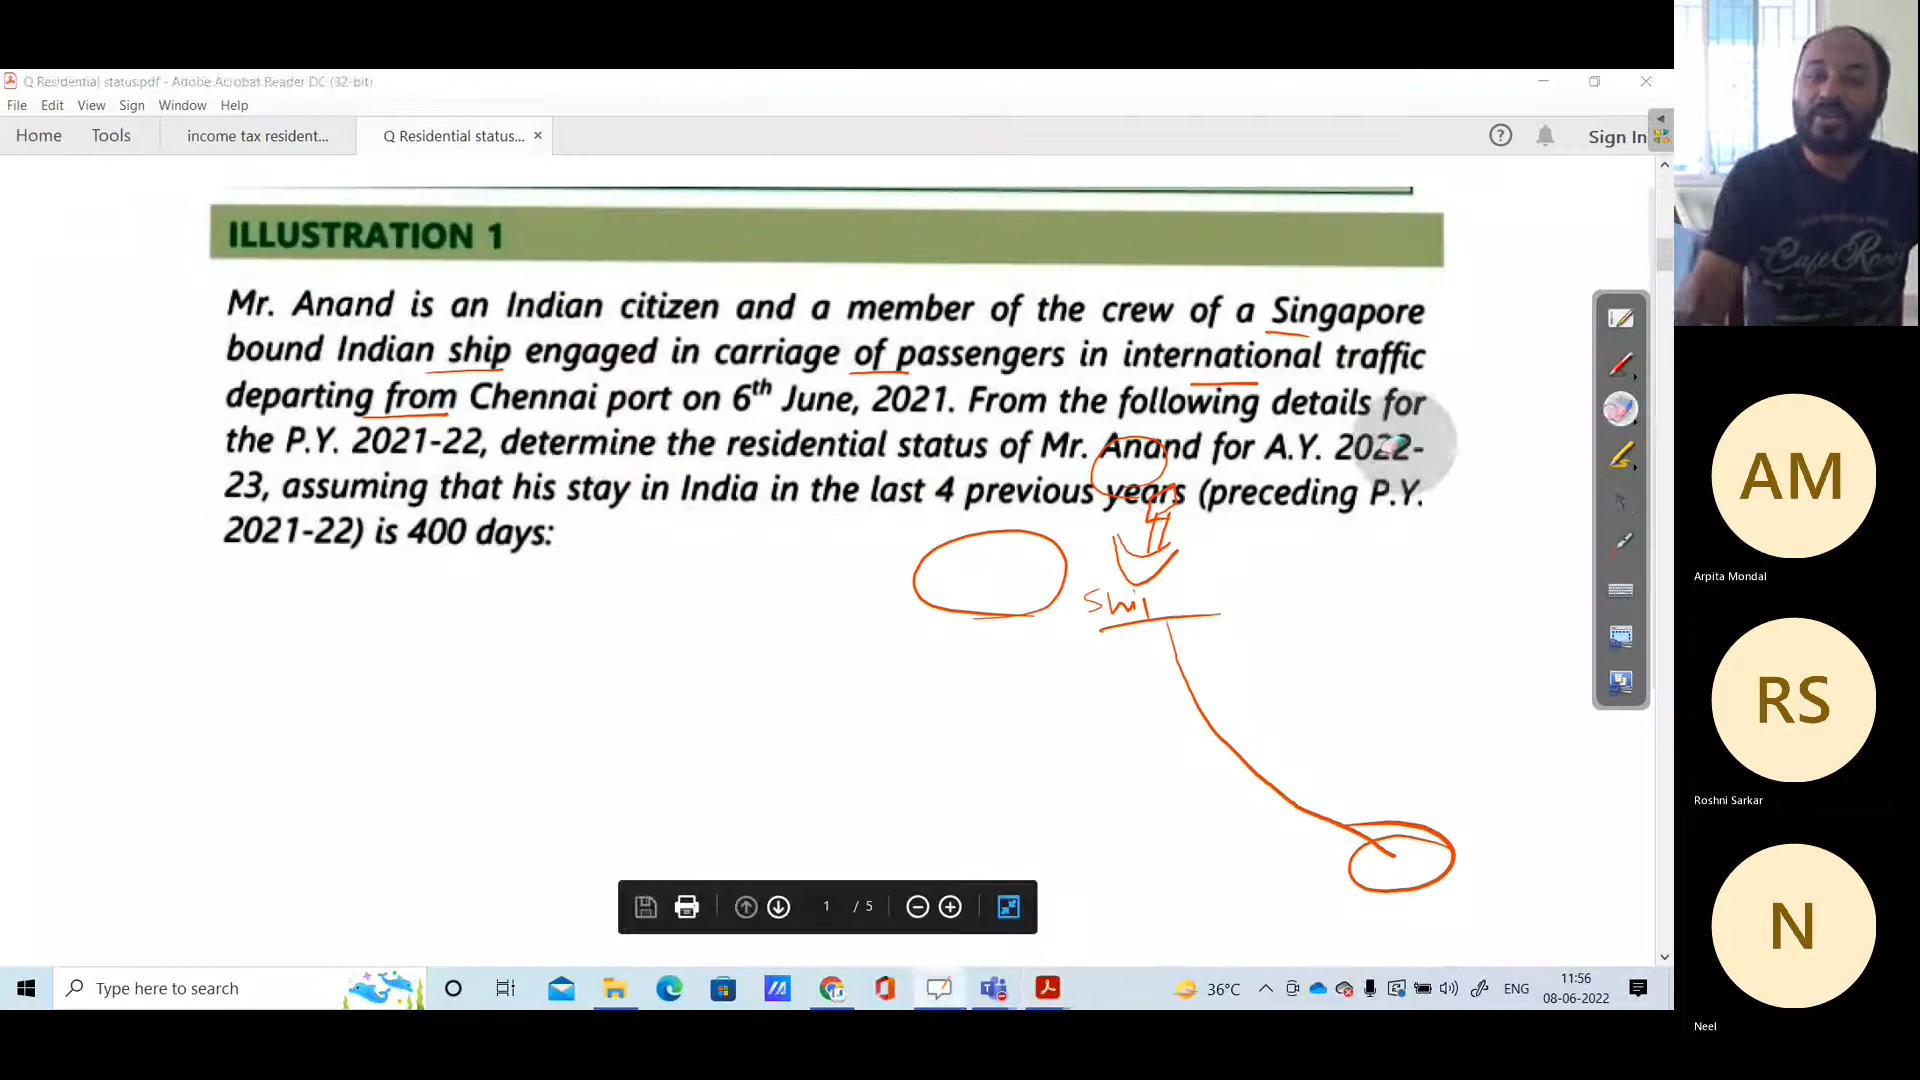 Q Residential status.pdf - Adobe Acrobat Reader DC (32-bit)
File Edit View Sign Window Help
Home Tools income tax resident... Q Residential status... × Sign In
ILLUSTRATION 1
Mr. Anand is an Indian citizen and a member of the crew of a Singapore
bound Indian ship engaged in carriage of passengers in international traffic
departing from Chennai port on 6th June, 2021. From the following details for
the P.Y. 2021-22, determine the residential status of Mr. Anand for A.Y. 2022-
23, assuming that his stay in India in the last 4 previous years (preceding P.Y.
2021-22) is 400 days:
Shi
1 / 5
Type here to search
36°C ENG 11:56
08-06-2022
AM
Arpita Mondal
RS
Roshni Sarkar
N
Neel